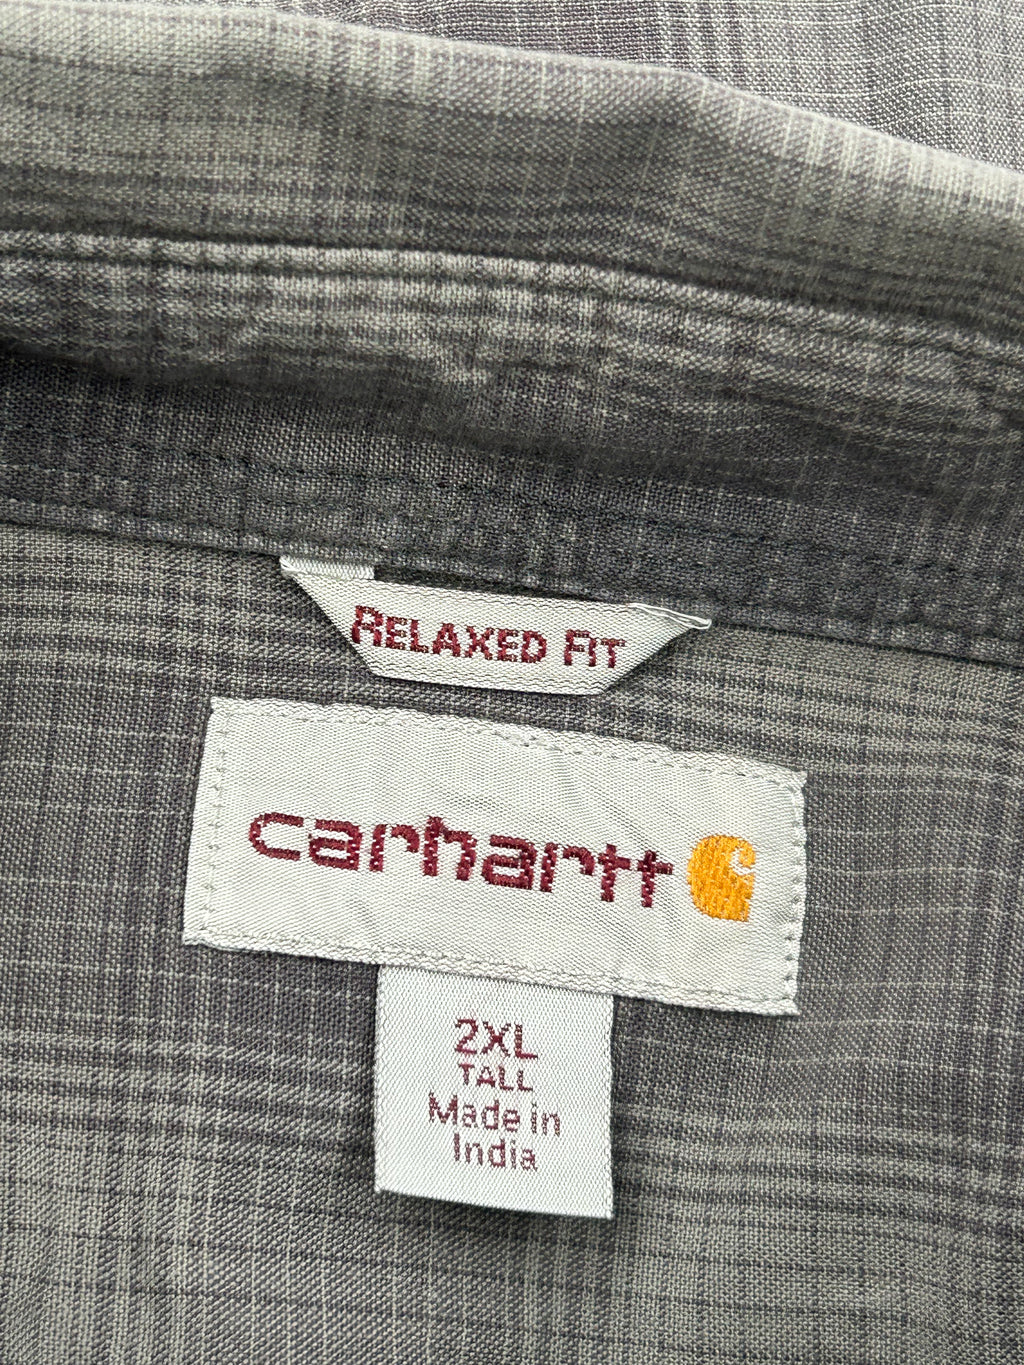 RELAXED FIT
carhartt
2XL
TALL
Made in
India